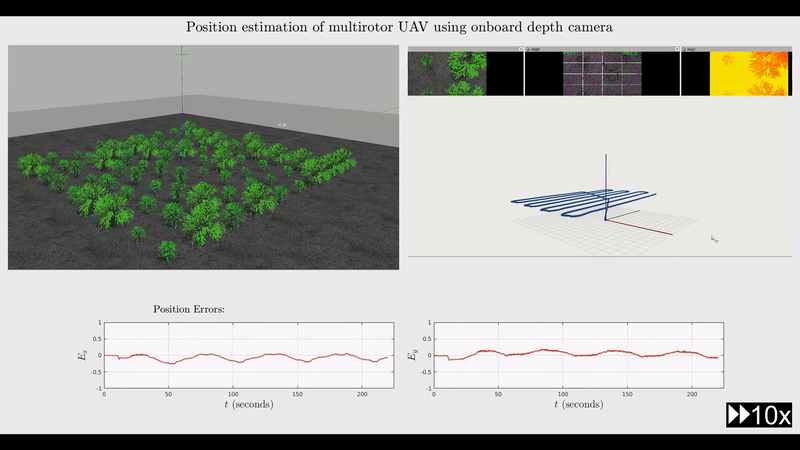 Position estimation of multirotor UAV using onboard depth camera
Position Errors:
1
0.5
0
-0.5
-1
Eₓ
0
50
100
150
200
t (seconds)
1
0.5
0
-0.5
-1
Eᵧ
0
50
100
150
200
t (seconds)
10x